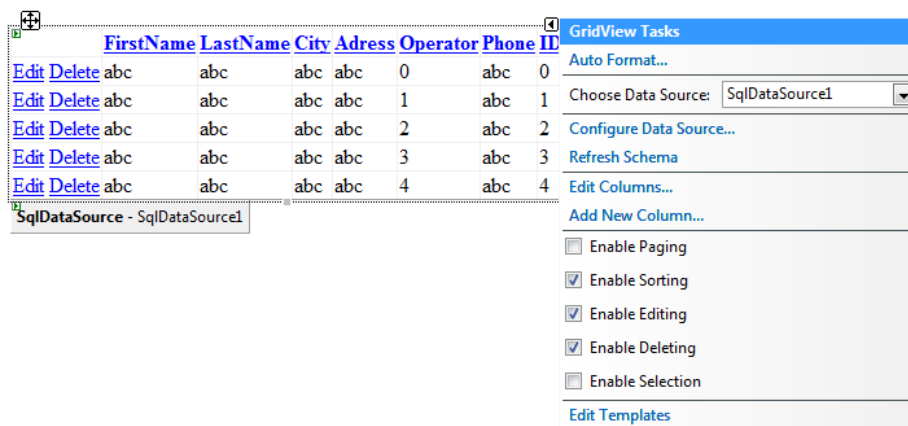 FirstName LastName City Adress Operator Phone ID
Edit Delete abc abc abc abc 0 abc 0
Edit Delete abc abc abc abc 1 abc 1
Edit Delete abc abc abc abc 2 abc 2
Edit Delete abc abc abc abc 3 abc 3
Edit Delete abc abc abc abc 4 abc 4
SqlDataSource - SqlDataSource1
GridView Tasks
Auto Format...
Choose Data Source: SqlDataSource1
Configure Data Source...
Refresh Schema
Edit Columns...
Add New Column...
Enable Paging
Enable Sorting
Enable Editing
Enable Deleting
Enable Selection
Edit Templates